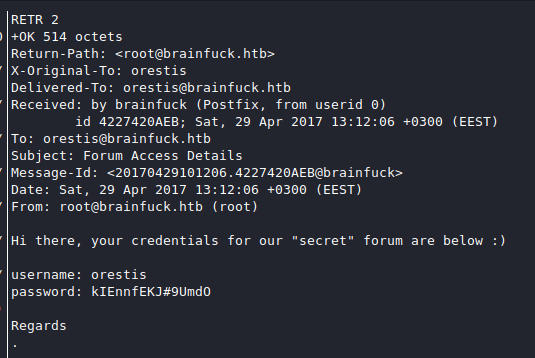 RETR 2
+OK 514 octets
Return-Path: <root@brainfuck.htb>
X-Original-To: orestis
Delivered-To: orestis@brainfuck.htb
Received: by brainfuck (Postfix, from userid 0)
        id 4227420AEB; Sat, 29 Apr 2017 13:12:06 +0300 (EEST)
To: orestis@brainfuck.htb
Subject: Forum Access Details
Message-Id: <20170429101206.4227420AEB@brainfuck>
Date: Sat, 29 Apr 2017 13:12:06 +0300 (EEST)
From: root@brainfuck.htb (root)

Hi there, your credentials for our "secret" forum are below :)

username: orestis
password: kIEnnfEKJ#9UmdO

Regards
.